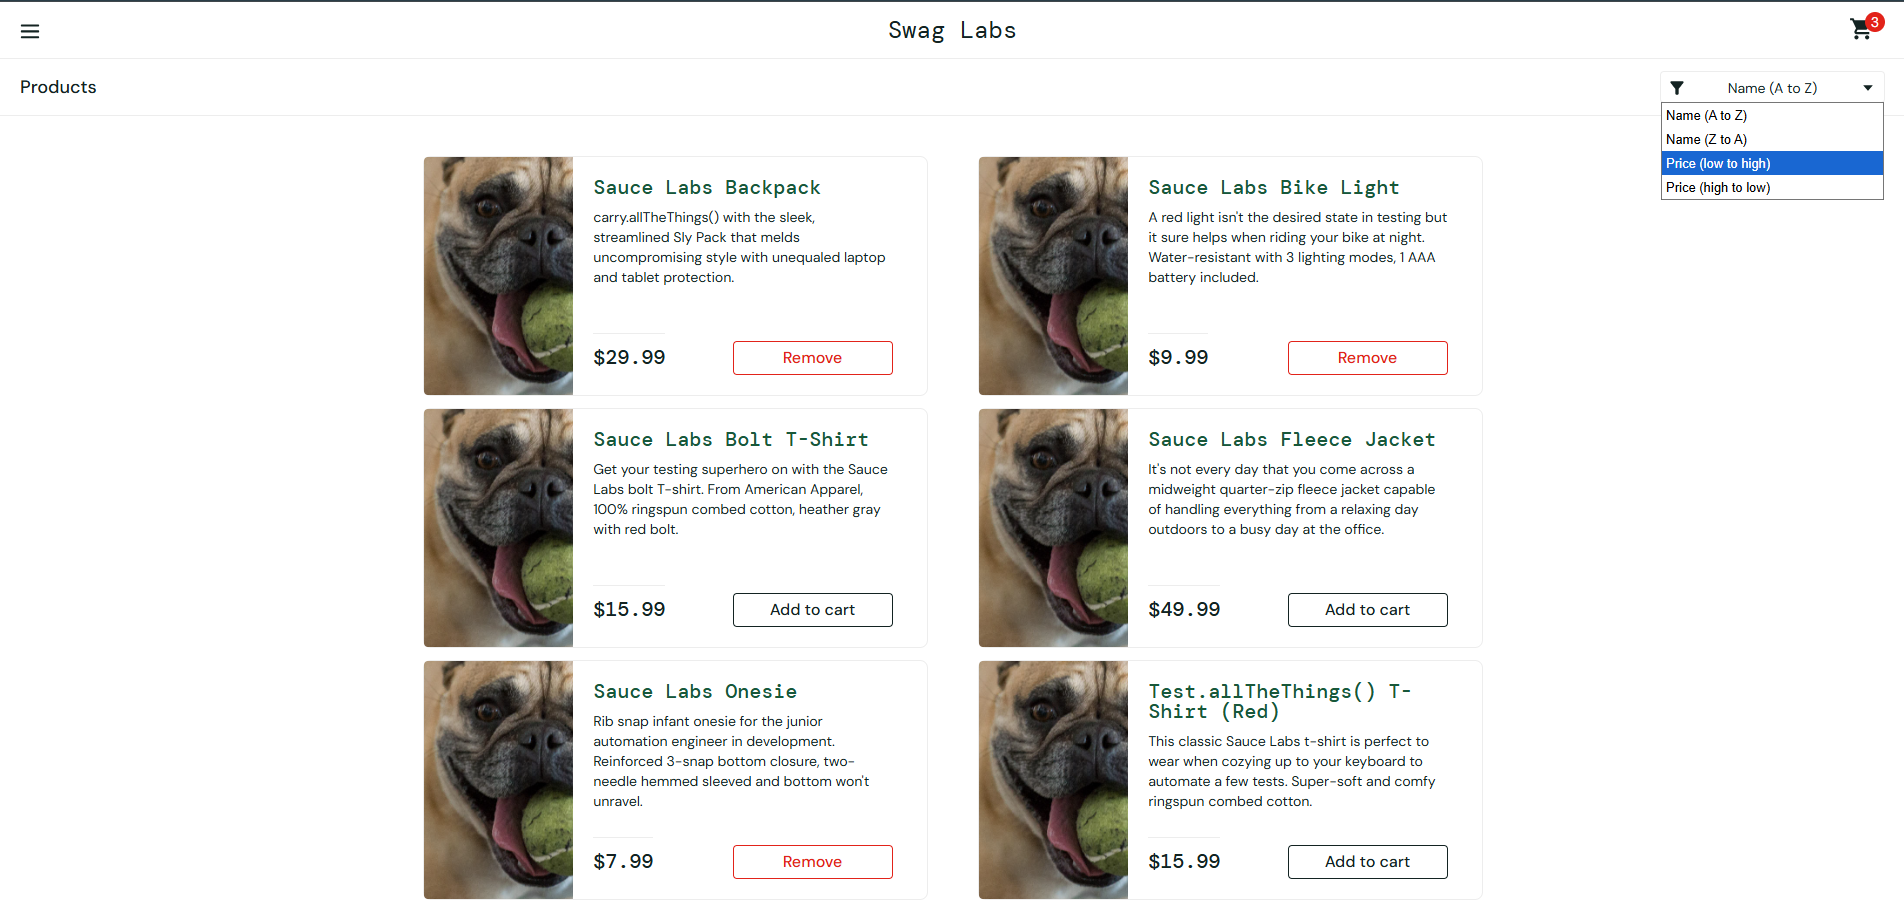 Swag Labs
3
Products
Name (A to Z)
Name (A to Z)
Name (Z to A)
Price (low to high)
Price (high to low)
Sauce Labs Backpack
carry.allTheThings() with the sleek,
streamlined Sly Pack that melds
uncompromising style with unequaled laptop
and tablet protection.
$29.99
Remove
Sauce Labs Bike Light
A red light isn't the desired state in testing but
it sure helps when riding your bike at night.
Water-resistant with 3 lighting modes, 1 AAA
battery included.
$9.99
Remove
Sauce Labs Bolt T-Shirt
Get your testing superhero on with the Sauce
Labs bolt T-shirt. From American Apparel,
100% ringspun combed cotton, heather gray
with red bolt.
$15.99
Add to cart
Sauce Labs Fleece Jacket
It's not every day that you come across a
midweight quarter-zip fleece jacket capable
of handling everything from a relaxing day
outdoors to a busy day at the office.
$49.99
Add to cart
Sauce Labs Onesie
Rib snap infant onesie for the junior
automation engineer in development.
Reinforced 3-snap bottom closure, two-
needle hemmed sleeved and bottom won't
unravel.
$7.99
Remove
Test.allTheThings() T-
Shirt (Red)
This classic Sauce Labs t-shirt is perfect to
wear when cozying up to your keyboard to
automate a few tests. Super-soft and comfy
ringspun combed cotton.
$15.99
Add to cart